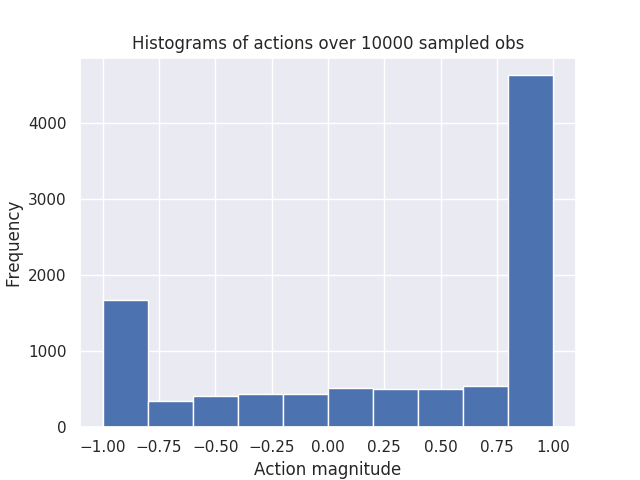 Histograms of actions over 10000 sampled obs
Frequency
4000
3000
2000
1000
0
−1.00 −0.75 −0.50 −0.25 0.00 0.25 0.50 0.75 1.00
Action magnitude